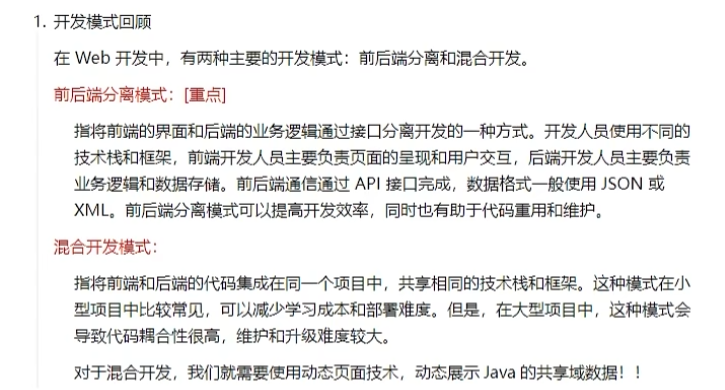 1. 开发模式回顾
在 Web 开发中，有两种主要的开发模式：前后端分离和混合开发。
前后端分离模式：[重点]
指将前端的界面和后端的业务逻辑通过接口分离开发的一种方式。开发人员使用不同的
技术栈和框架，前端开发人员主要负责页面的呈现和用户交互，后端开发人员主要负责
业务逻辑和数据存储。前后端通信通过 API 接口完成，数据格式一般使用 JSON 或
XML。前后端分离模式可以提高开发效率，同时也有助于代码重用和维护。
混合开发模式：
指将前端和后端的代码集成在同一个项目中，共享相同的技术栈和框架。这种模式在小
型项目中比较常见，可以减少学习成本和部署难度。但是，在大型项目中，这种模式会
导致代码耦合性很高，维护和升级难度较大。
对于混合开发，我们就需要使用动态页面技术，动态展示 Java 的共享域数据！！